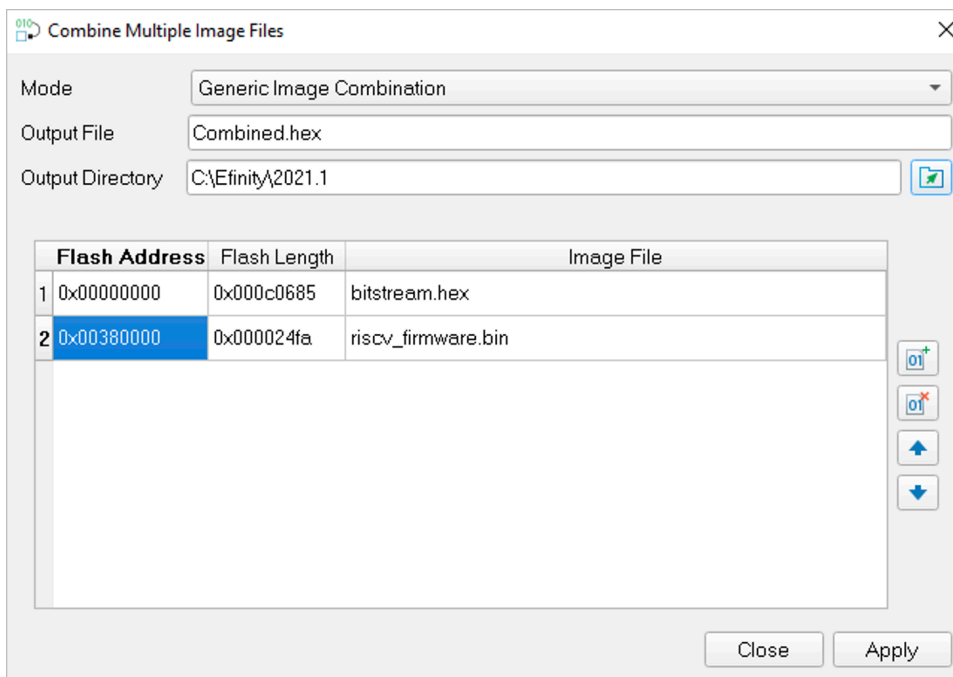 Combine Multiple Image Files
Mode Generic Image Combination
Output File Combined.hex
Output Directory C:\Efinity\2021.1
Flash Address Flash Length Image File
1 0x00000000 0x000c0685 bitstream.hex
2 0x00380000 0x000024fa riscv_firmware.bin
Close Apply